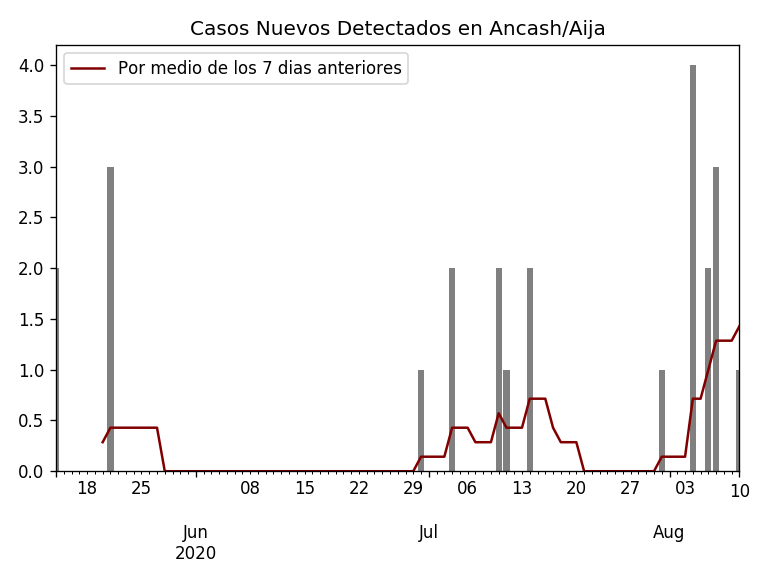 Casos Nuevos Detectados en Ancash/Aija
Por medio de los 7 dias anteriores
4.0
3.5
3.0
2.5
2.0
1.5
1.0
0.5
0.0
18 25 08 15 22 29 06 13 20 27 03 10
Jun Jul Aug
2020